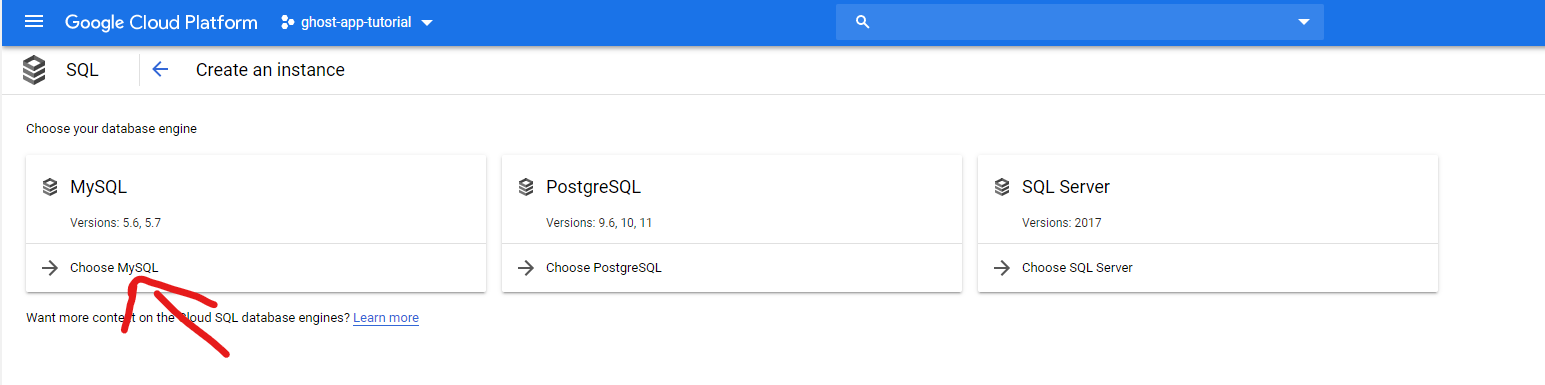 Google Cloud Platform ghost-app-tutorial
SQL Create an instance
Choose your database engine
MySQL
Versions: 5.6, 5.7
Choose MySQL
PostgreSQL
Versions: 9.6, 10, 11
Choose PostgreSQL
SQL Server
Versions: 2017
Choose SQL Server
Want more content on the Cloud SQL database engines? Learn more